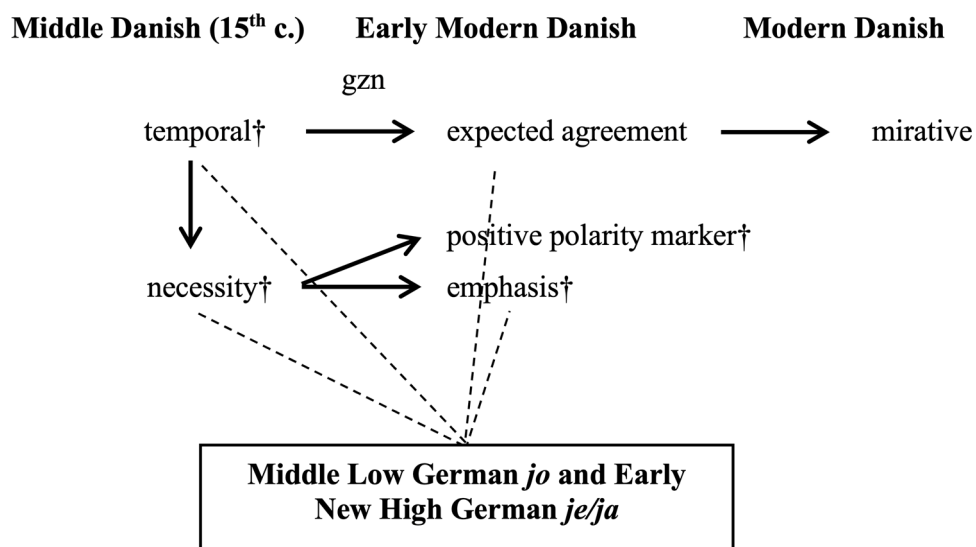 Middle Danish (15th c.) Early Modern Danish Modern Danish
gzn
temporal† expected agreement mirative
positive polarity marker†
necessity† emphasis†
Middle Low German jo and Early
New High German je/ja